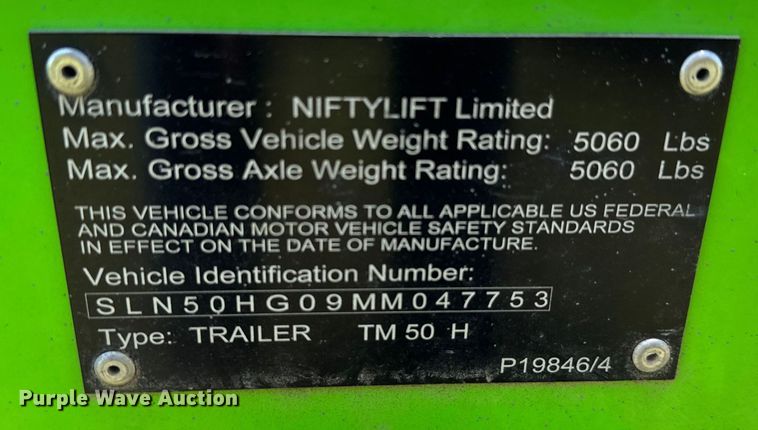 Manufacturer : NIFTYLIFT Limited
Max. Gross Vehicle Weight Rating: 5060 Lbs
Max. Gross Axle Weight Rating: 5060 Lbs
THIS VEHICLE CONFORMS TO ALL APPLICABLE US FEDERAL
AND CANADIAN MOTOR VEHICLE SAFETY STANDARDS
IN EFFECT ON THE DATE OF MANUFACTURE.
Vehicle Identification Number:
SLN50HG09MM047753
Type: TRAILER TM 50 H
P19846/4
Purple Wave Auction